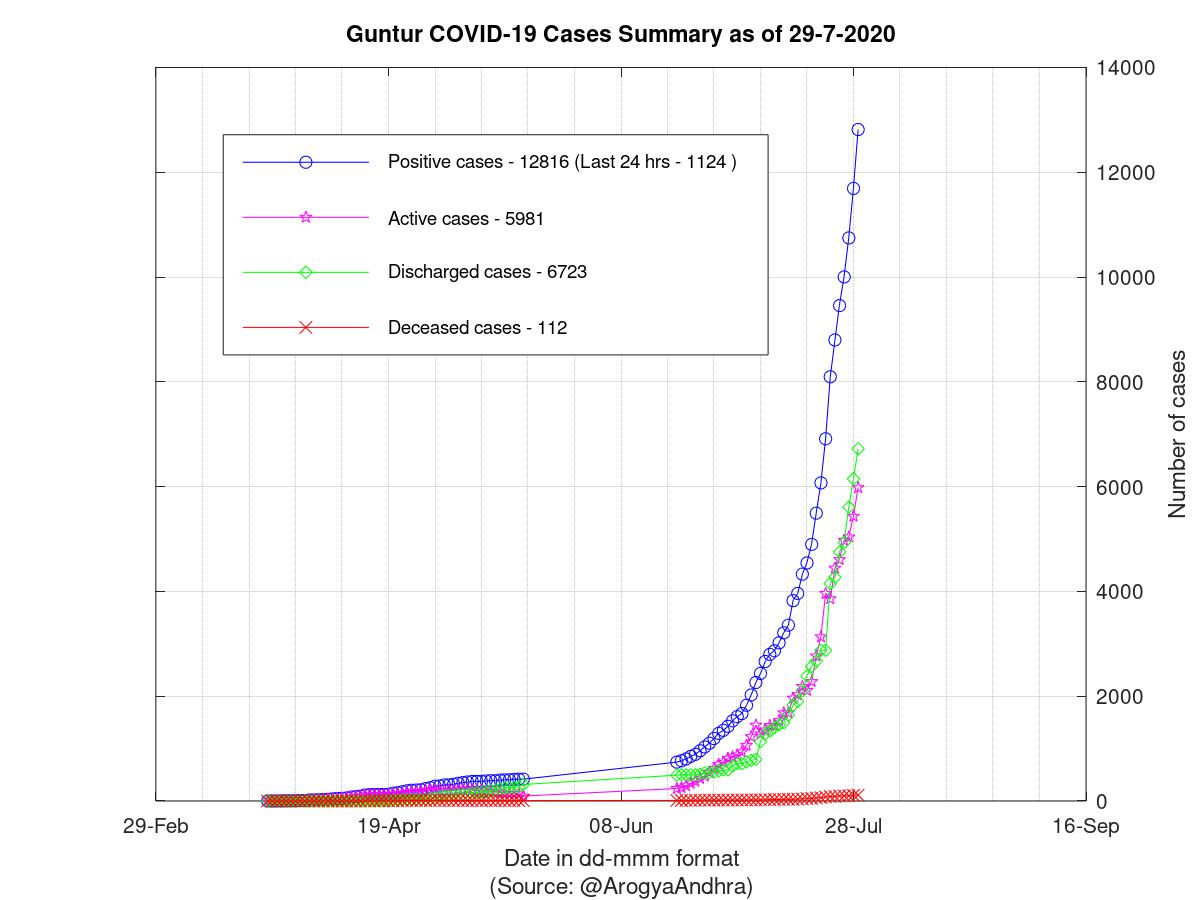 Guntur COVID-19 Cases Summary as of 29-7-2020
Positive cases - 12816 (Last 24 hrs - 1124 )
Active cases - 5981
Discharged cases - 6723
Deceased cases - 112
14000
12000
10000
8000
6000
4000
2000
0
Number of cases
29-Feb 19-Apr 08-Jun 28-Jul 16-Sep
Date in dd-mmm format
(Source: @ArogyaAndhra)